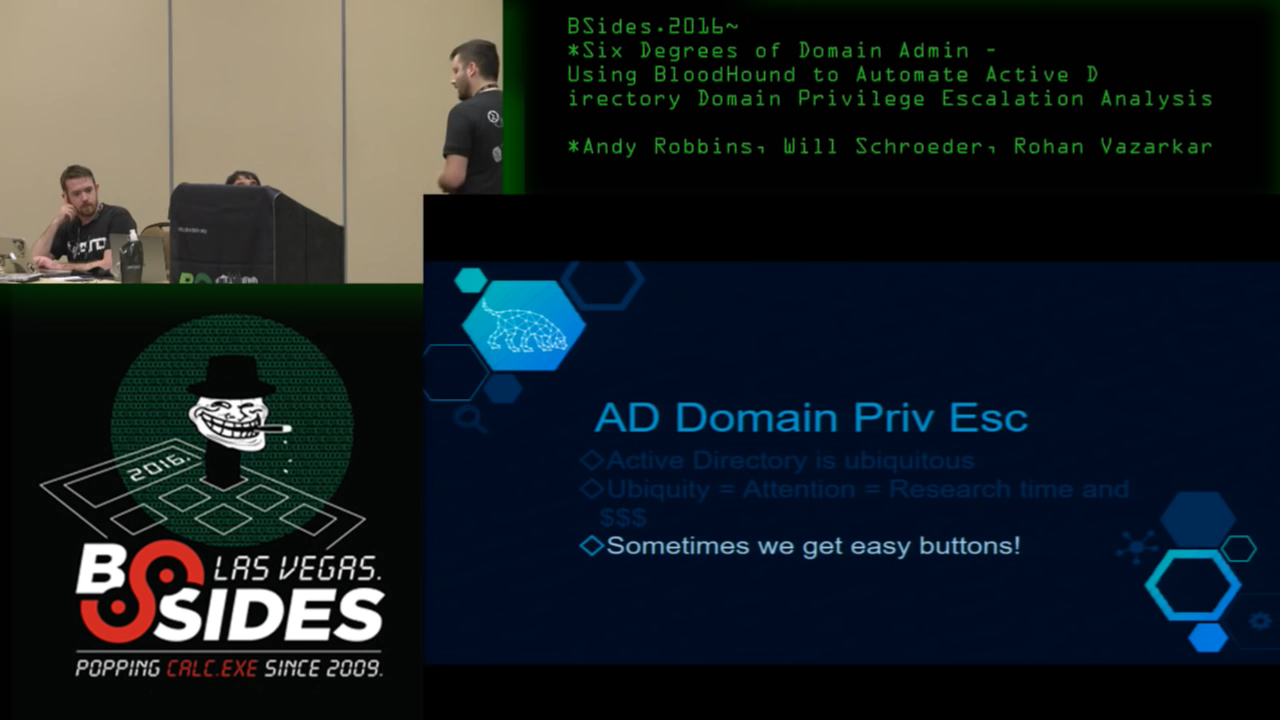 BSides.2016~
*Six Degrees of Domain Admin -
Using BloodHound to Automate Active D
irectory Domain Privilege Escalation Analysis
*Andy Robbins, Will Schroeder, Rohan Vazarkar
AD Domain Priv Esc
Active Directory is ubiquitous
Ubiquity = Attention = Research time and
$$$
Sometimes we get easy buttons!
2016.
BSIDES
LAS VEGAS.
POPPING CALC.EXE SINCE 2009.